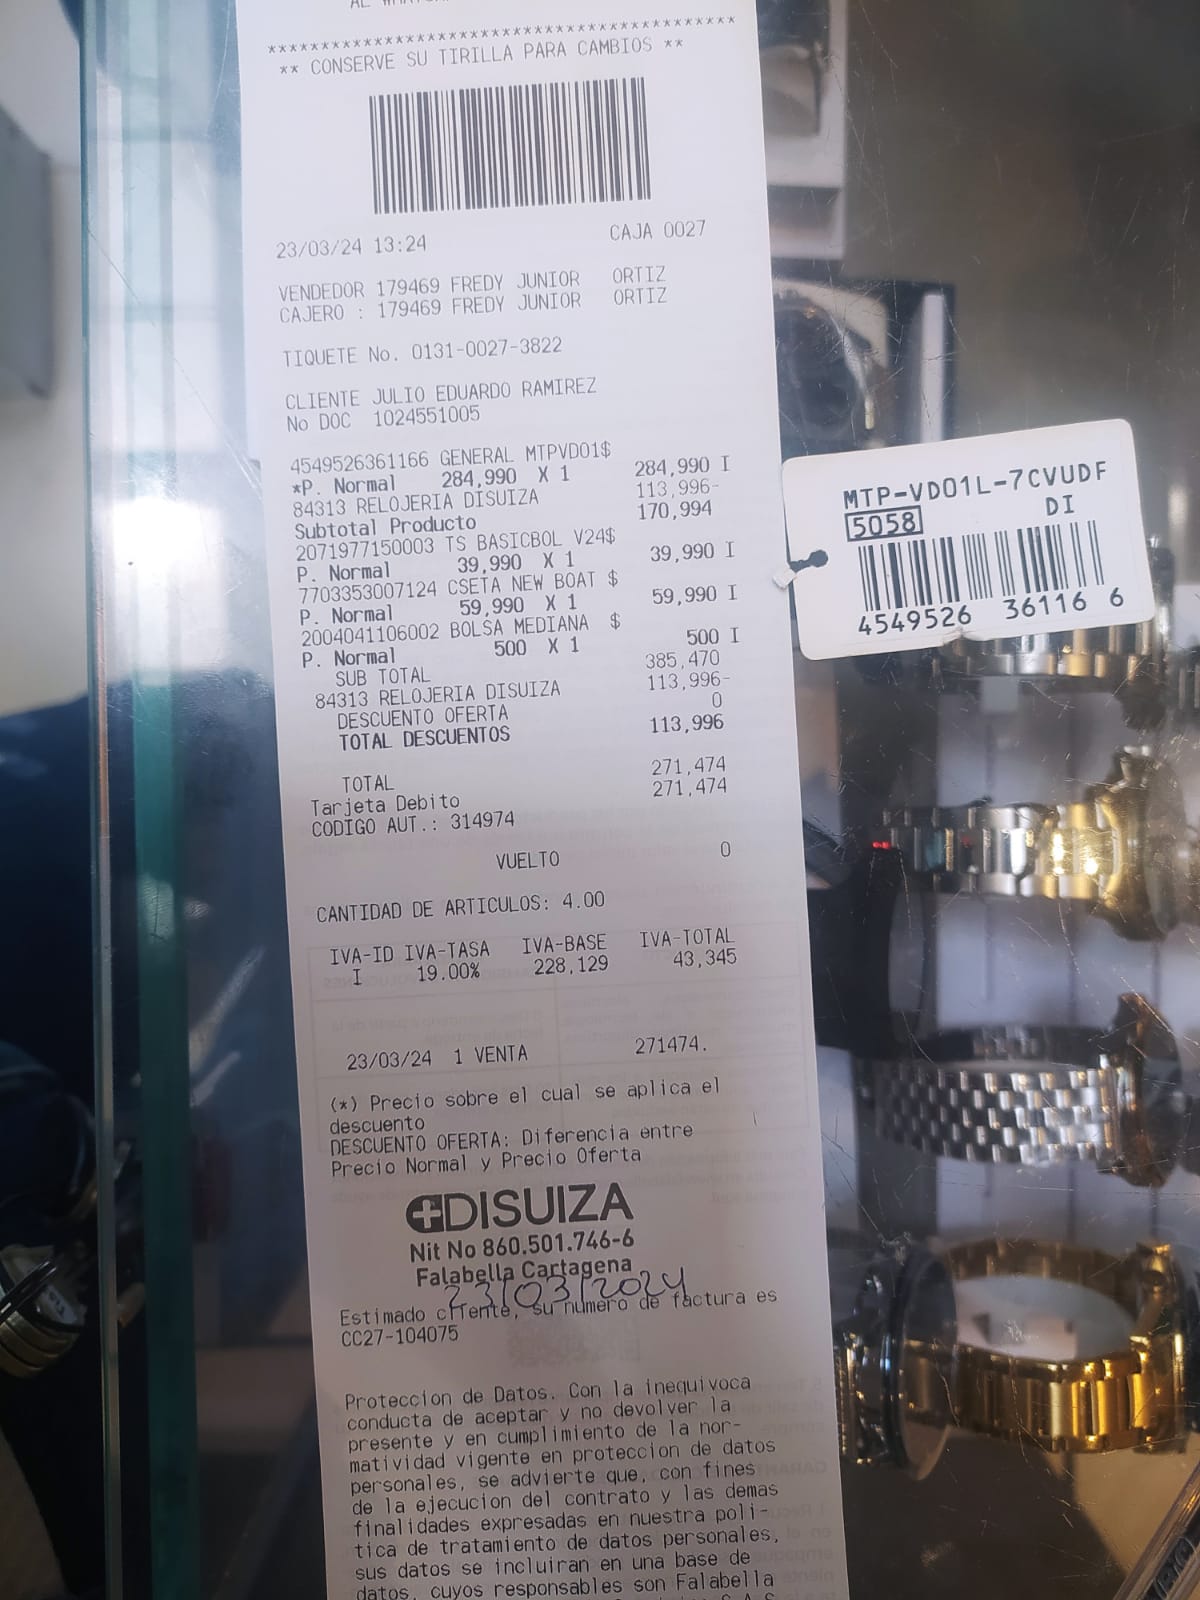 ******************************************
** CONSERVE SU TIRILLA PARA CAMBIOS **
23/03/24 13:24 CAJA 0027
VENDEDOR 179469 FREDY JUNIOR ORTIZ
CAJERO : 179469 FREDY JUNIOR ORTIZ
TIQUETE No. 0131-0027-3822
CLIENTE JULIO EDUARDO RAMIREZ
No DOC 1024551005
4549526361166 GENERAL MTPVD01$
*P. Normal 284,990 X 1 284,990 I
84313 RELOJERIA DISUIZA 113,996-
Subtotal Producto 170,994
2071977150003 TS BASICBOL V24$
P. Normal 39,990 X 1 39,990 I
7703353007124 CSETA NEW BOAT $
P. Normal 59,990 X 1 59,990 I
2004041106002 BOLSA MEDIANA $
P. Normal 500 X 1 500 I
SUB TOTAL 385,470
84313 RELOJERIA DISUIZA 113,996-
DESCUENTO OFERTA 0
TOTAL DESCUENTOS 113,996
TOTAL 271,474
Tarjeta Debito 271,474
CODIGO AUT.: 314974
VUELTO 0
CANTIDAD DE ARTICULOS: 4.00
IVA-ID IVA-TASA IVA-BASE IVA-TOTAL
I 19.00% 228,129 43,345
23/03/24 1 VENTA 271474.
(*) Precio sobre el cual se aplica el
descuento
DESCUENTO OFERTA: Diferencia entre
Precio Normal y Precio Oferta
DISUIZA
Nit No 860.501.746-6
Falabella Cartagena
23/03/2024
Estimado cliente, su numero de factura es
CC27-104075
Proteccion de Datos. Con la inequivoca
conducta de aceptar y no devolver la
presente y en cumplimiento de la nor-
matividad vigente en proteccion de datos
personales, se advierte que, con fines
de la ejecucion del contrato y las demas
finalidades expresadas en nuestra poli-
tica de tratamiento de datos personales,
sus datos se incluiran en una base de
datos, cuyos responsables son Falabella
MTP-VD01L-7CVUDF
5058 DI
4549526 36116 6